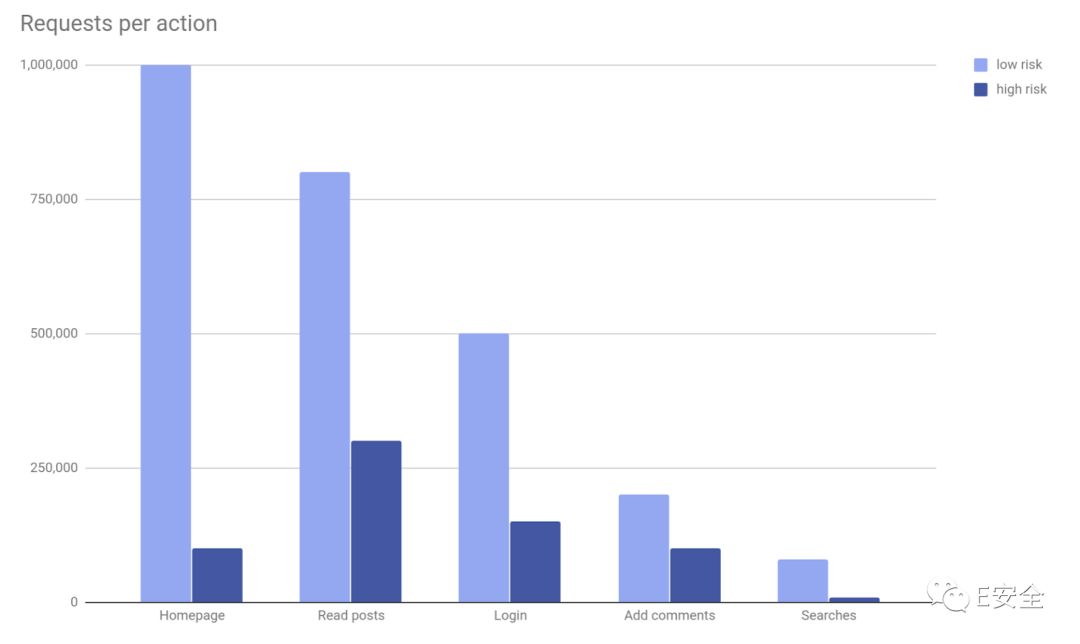 Requests per action
1,000,000
750,000
500,000
250,000
0
low risk
high risk
Homepage
Read posts
Login
Add comments
Searches
E安全